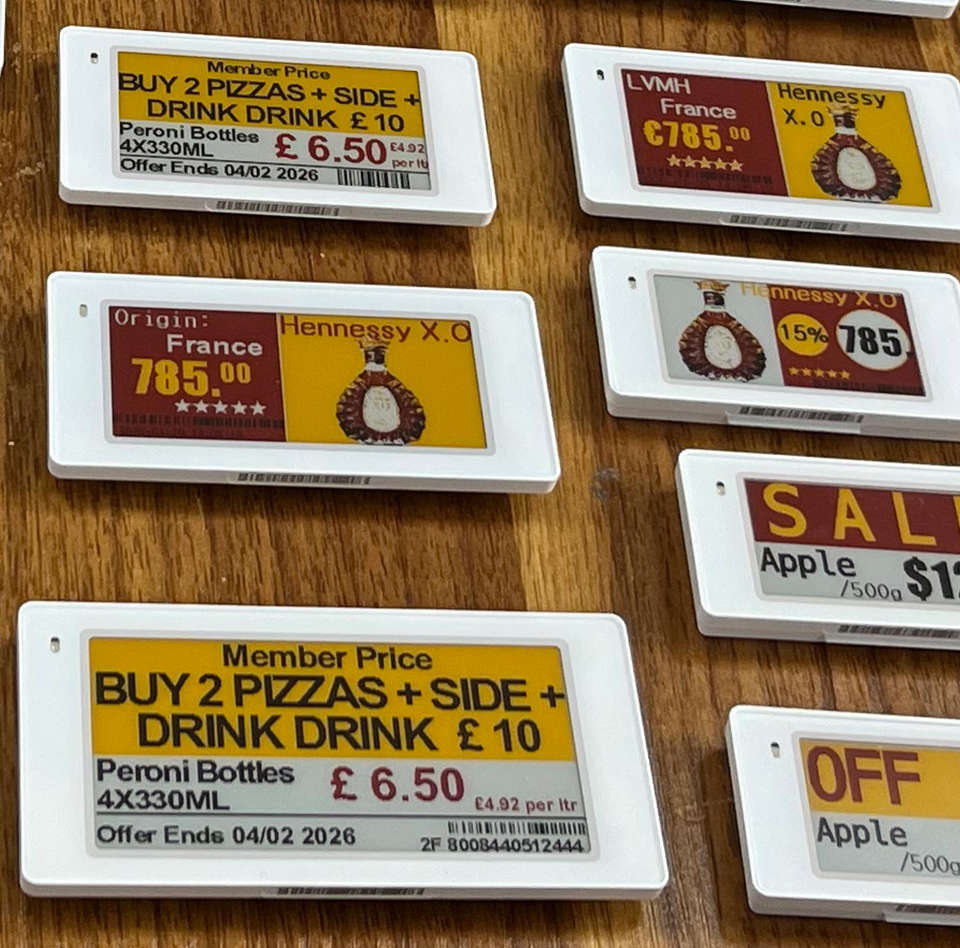 Member Price
BUY 2 PIZZAS + SIDE +
DRINK DRINK £ 10
Peroni Bottles
4X330ML
£ 6.50
£4.92
per lt
Offer Ends 04/02 2026
LVMH
France
€785.00
Hennessy
X.O
Origin:
France
785.00
Hennessy X.O
Hennessy X.O
15%
785
SAL
Apple
/500g
$12
Member Price
BUY 2 PIZZAS + SIDE +
DRINK DRINK £ 10
Peroni Bottles
4X330ML
£ 6.50
£4.92 per ltr
Offer Ends 04/02 2026
2F 8008440512444
OFF
Apple
/500g